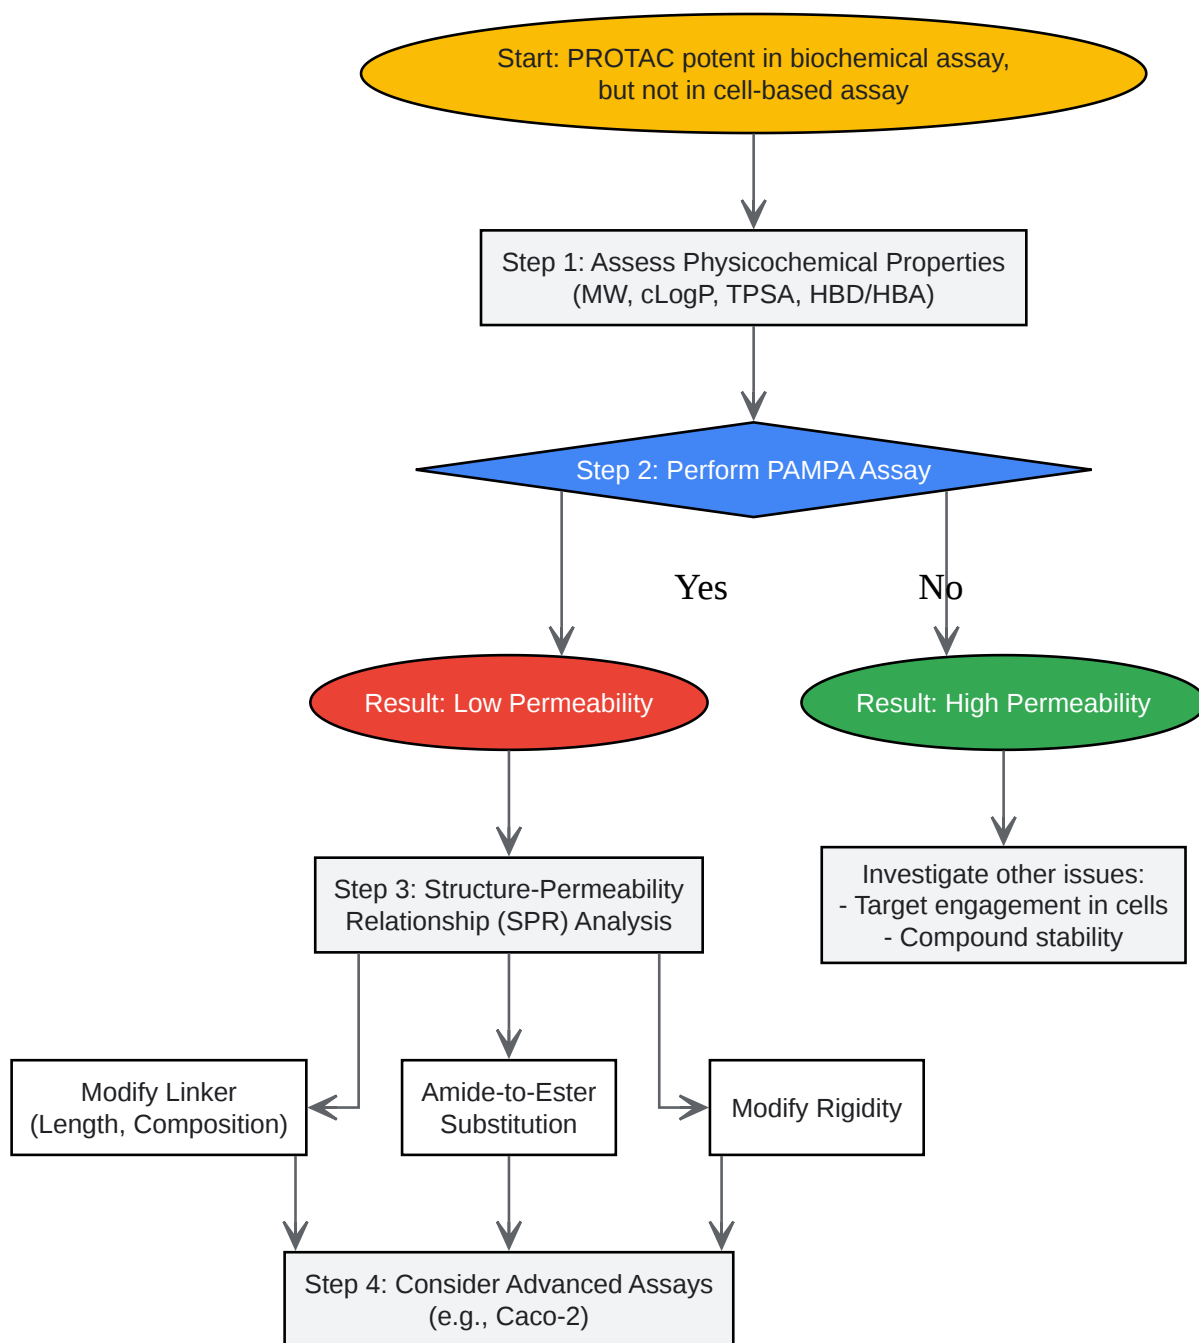 Start: PROTAC potent in biochemical assay,
but not in cell-based assay
Step 1: Assess Physicochemical Properties
(MW, cLogP, TPSA, HBD/HBA)
Step 2: Perform PAMPA Assay
Yes
No
Result: Low Permeability
Result: High Permeability
Step 3: Structure-Permeability
Relationship (SPR) Analysis
Investigate other issues:
- Target engagement in cells
- Compound stability
Modify Linker
(Length, Composition)
Amide-to-Ester
Substitution
Modify Rigidity
Step 4: Consider Advanced Assays
(e.g., Caco-2)